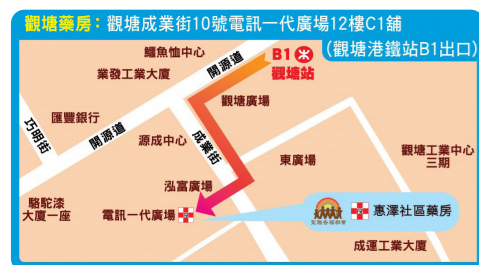 觀塘藥房：觀塘成業街10號電訊一代廣場12樓C1舖
（觀塘港鐵站B1出口）
鱷魚恤中心
開源道
B1
觀塘站
業發工業大廈
觀塘廣場
匯豐銀行
巧明街
開源道
源成中心
成業街
東廣場
觀塘工業中心
三期
泓富廣場
駱駝漆
大廈一座
電訊一代廣場
惠澤社區藥房
成運工業大廈